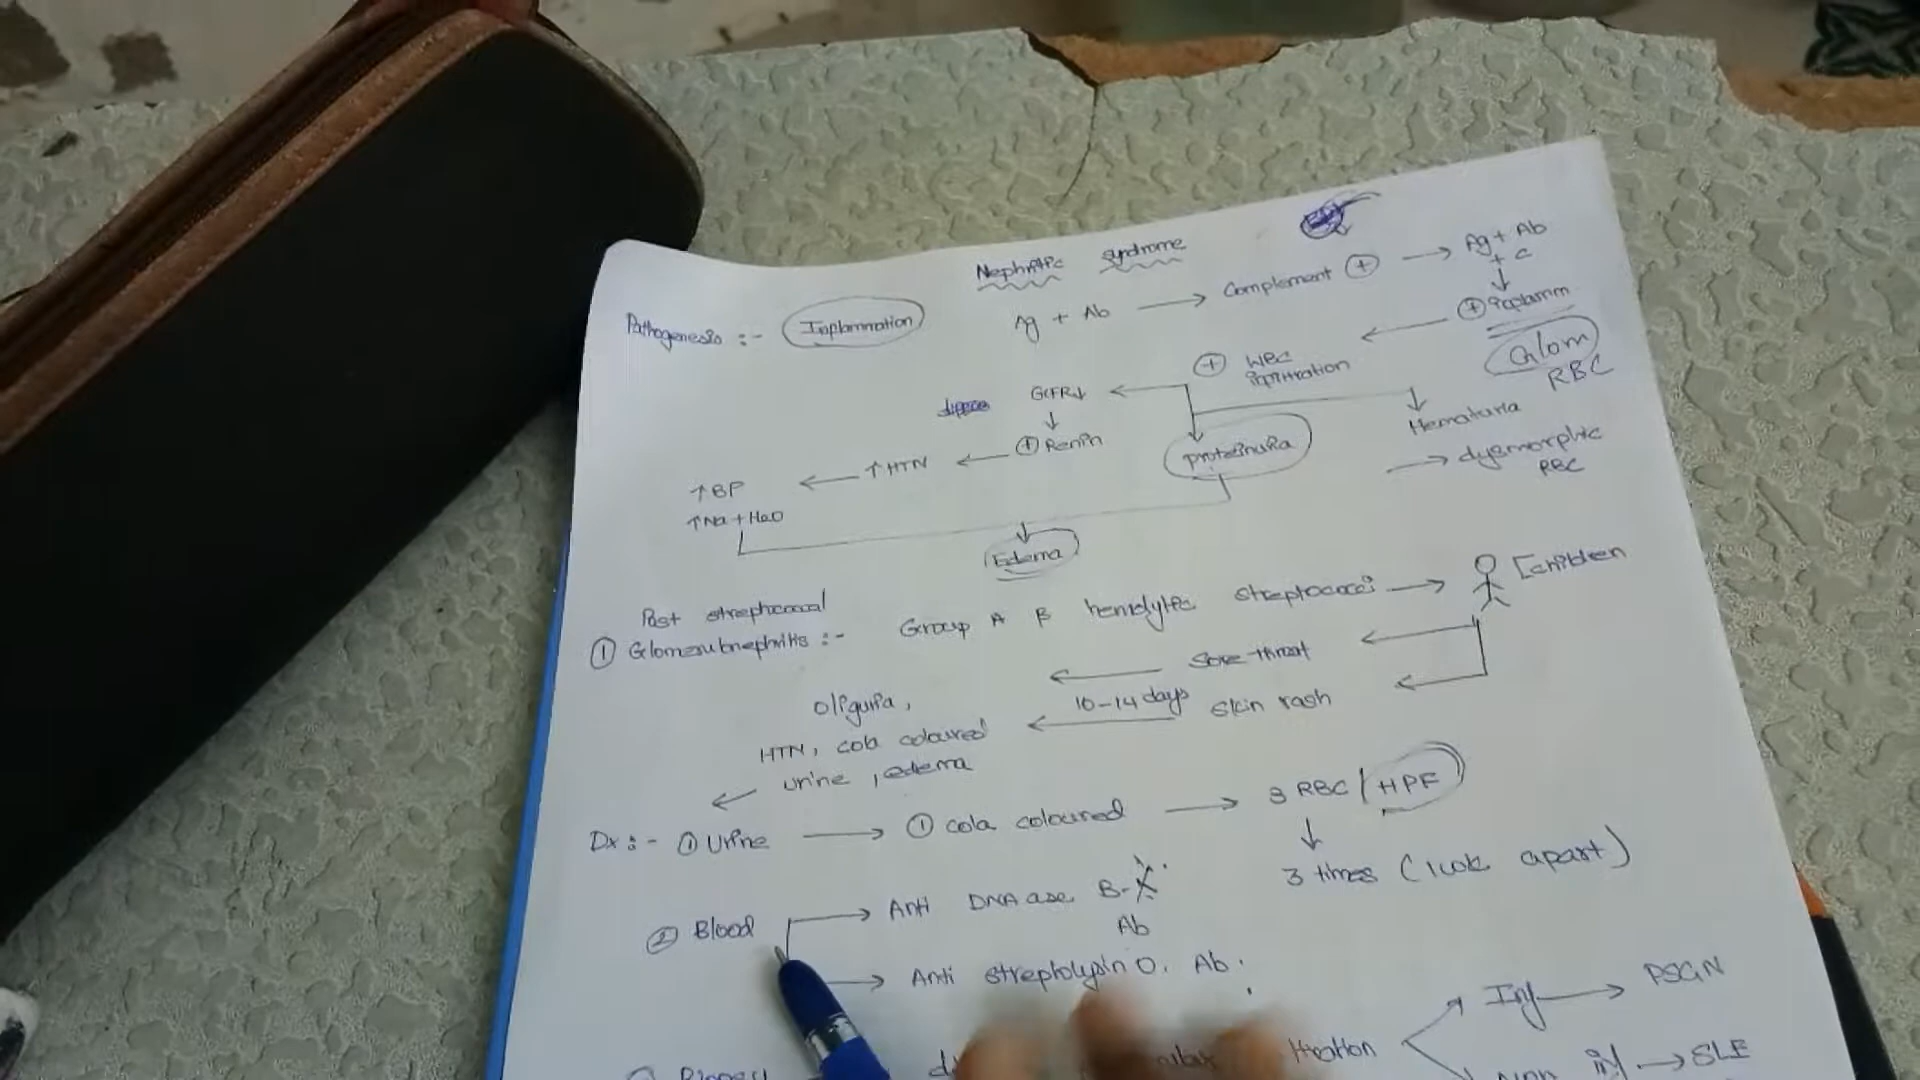 Nephritic syndrome
Pathogenesis :- Inflammation Ag + Ab → Complement ⊕ → Ag + Ab + C
↓
⊕ Inflamm
Glom
RBC
⊕ WBC infiltration
GFR↓
↓
⊕ Renin
Proteinuria
Hematuria
→ dysmorphic RBC
↑BP ← ↑HTN ←
↑Na + H2O
Edema
Post streptococcal
① Glomerulonephritis :- Group A β hemolytic streptococci → [children
Sore throat
10-14 days
skin rash
oliguria,
HTN, cola coloured
urine, edema
Dx :- ① Urine → ① cola coloured → 3 RBC / HPF
↓
3 times (1wk apart)
② Blood → Anti DNAase B-
Ab
→ Anti streptolysin O. Ab.
Inf → PSGN
inf → SLE